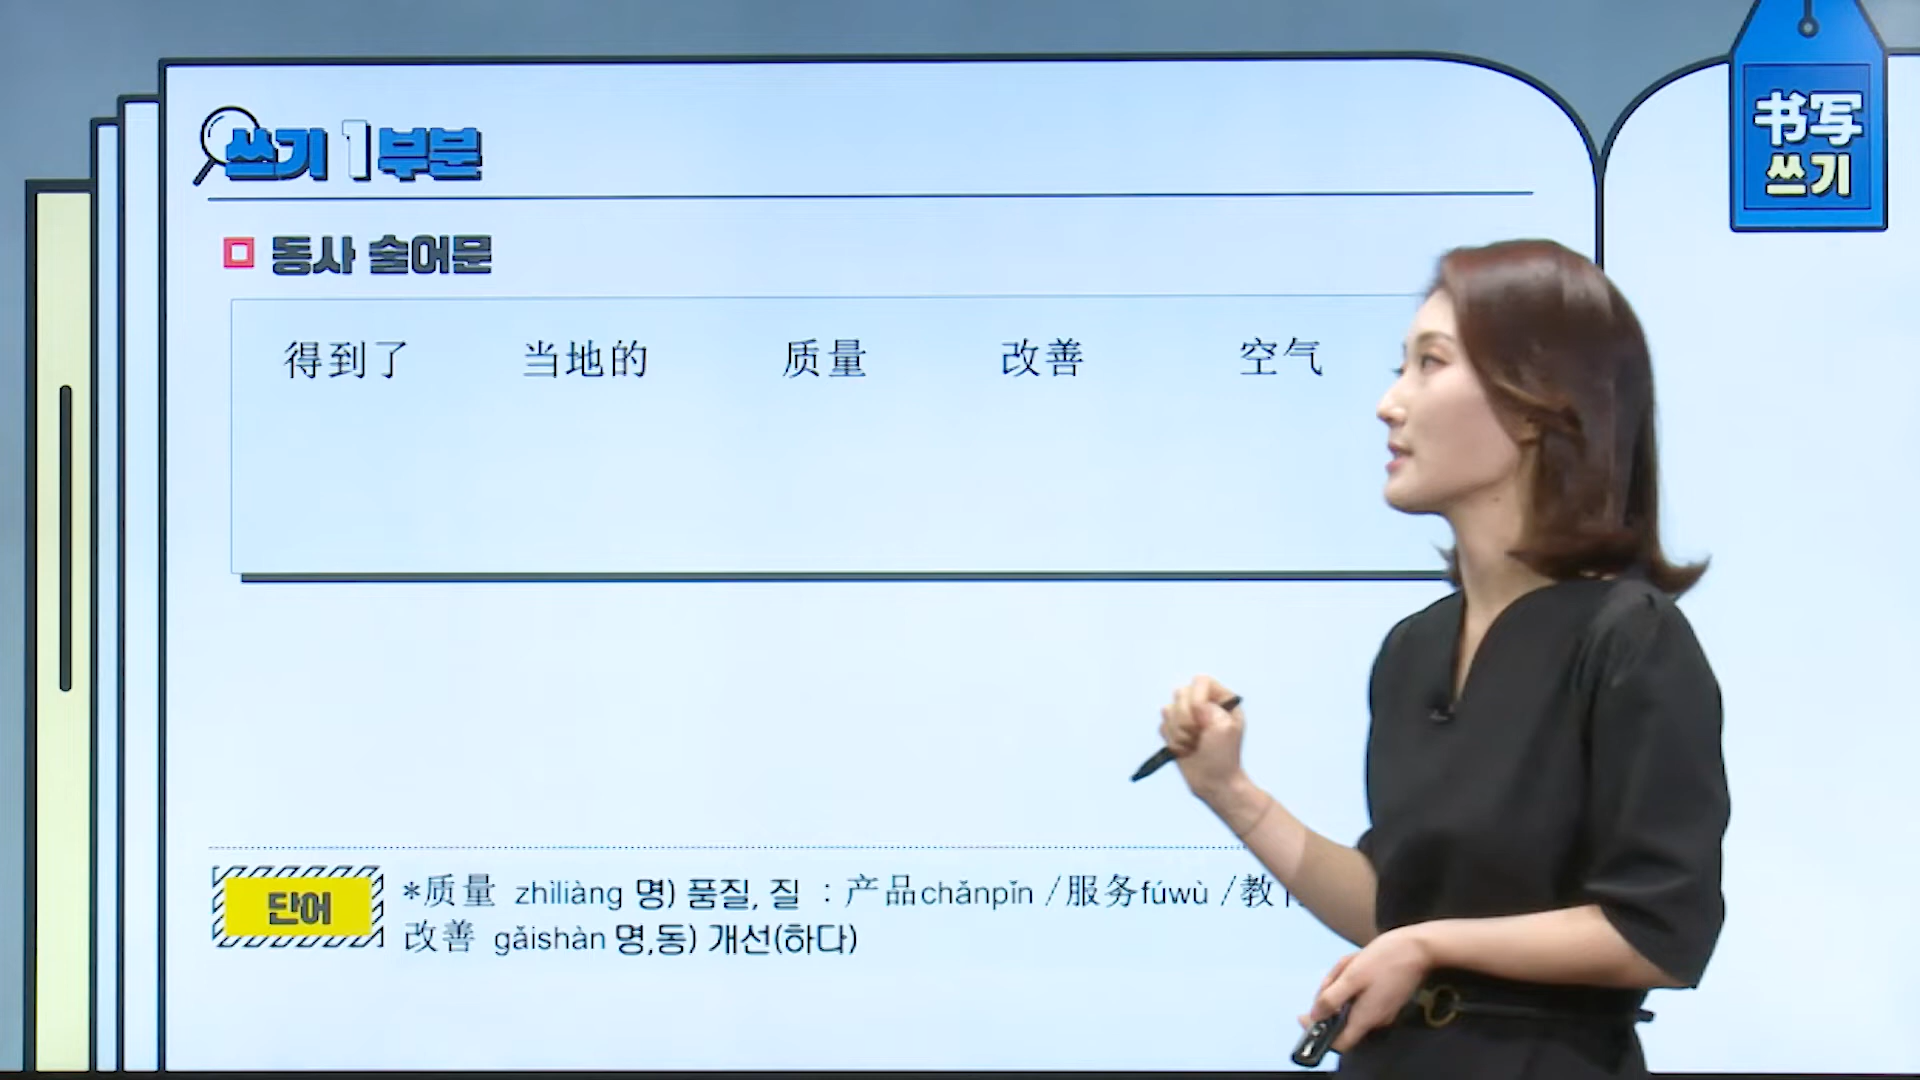 书写
쓰기
쓰기 1부분
동사 술어문
得到了 当地的 质量 改善 空气
단어
*质量 zhìliàng 명) 품질, 질 : 产品chǎnpǐn /服务fúwù /教
改善 gǎishàn 명,동) 개선(하다)